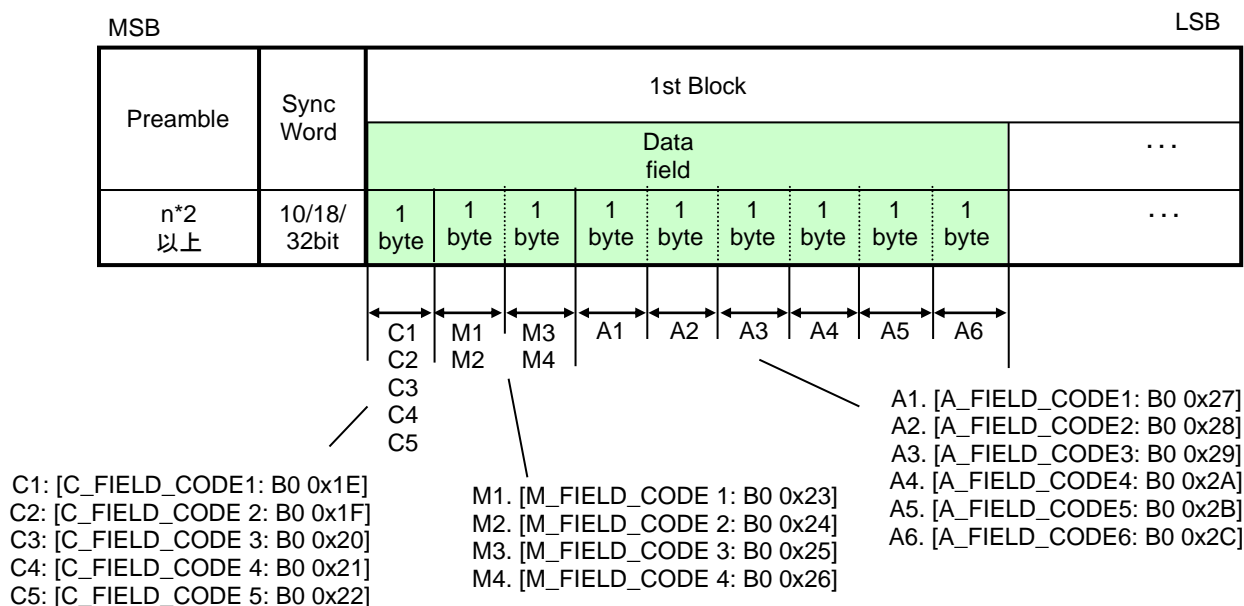 MSB
LSB
Preamble
Sync
Word
1st Block
Data
field
...
n*2
以上
10/18/
32bit
1
byte
1
byte
1
byte
1
byte
1
byte
1
byte
1
byte
1
byte
1
byte
...
C1
C2
C3
C4
C5
M1
M2
M3
M4
A1
A2
A3
A4
A5
A6
C1: [C_FIELD_CODE1: B0 0x1E]
C2: [C_FIELD_CODE 2: B0 0x1F]
C3: [C_FIELD_CODE 3: B0 0x20]
C4: [C_FIELD_CODE 4: B0 0x21]
C5: [C_FIELD_CODE 5: B0 0x22]
M1. [M_FIELD_CODE 1: B0 0x23]
M2. [M_FIELD_CODE 2: B0 0x24]
M3. [M_FIELD_CODE 3: B0 0x25]
M4. [M_FIELD_CODE 4: B0 0x26]
A1. [A_FIELD_CODE1: B0 0x27]
A2. [A_FIELD_CODE2: B0 0x28]
A3. [A_FIELD_CODE3: B0 0x29]
A4. [A_FIELD_CODE4: B0 0x2A]
A5. [A_FIELD_CODE5: B0 0x2B]
A6. [A_FIELD_CODE6: B0 0x2C]